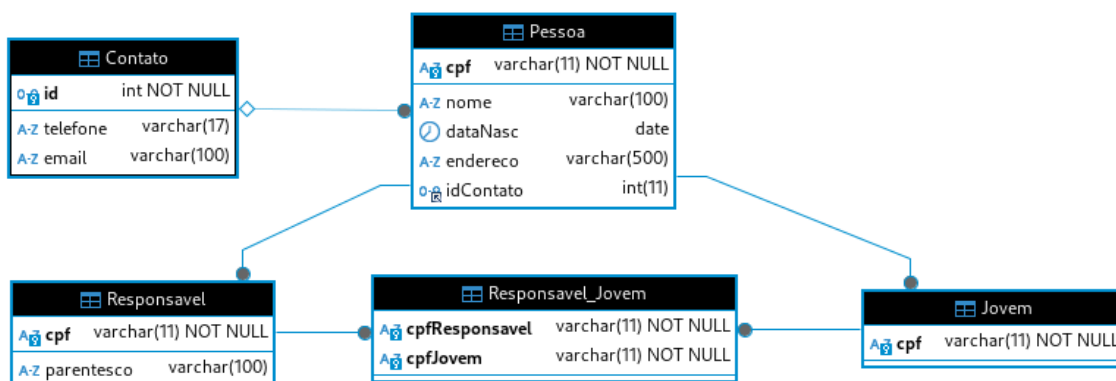 Contato
id int NOT NULL
A-Z telefone varchar(17)
A-Z email varchar(100)
Pessoa
cpf varchar(11) NOT NULL
A-Z nome varchar(100)
dataNasc date
A-Z endereco varchar(500)
idContato int(11)
Responsavel
cpf varchar(11) NOT NULL
A-Z parentesco varchar(100)
Responsavel_Jovem
cpfResponsavel varchar(11) NOT NULL
cpfJovem varchar(11) NOT NULL
Jovem
cpf varchar(11) NOT NULL